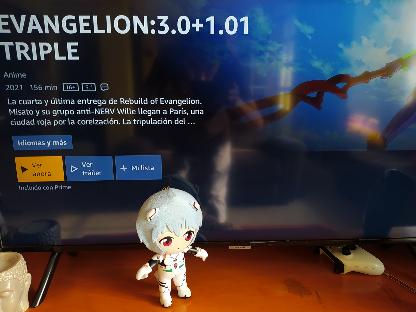 EVANGELION:3.0+1.01
TRIPLE
Anime
2021 156 min 16+
La cuarta y última entrega de Rebuild of Evangelion.
Misato y su grupo anti-NERV Wille llegan a París, una
ciudad roja por la coreización. La tripulación del ...
Idiomas y más
Ver ahora
Ver tráiler
+ Mi lista
Incluido con Prime